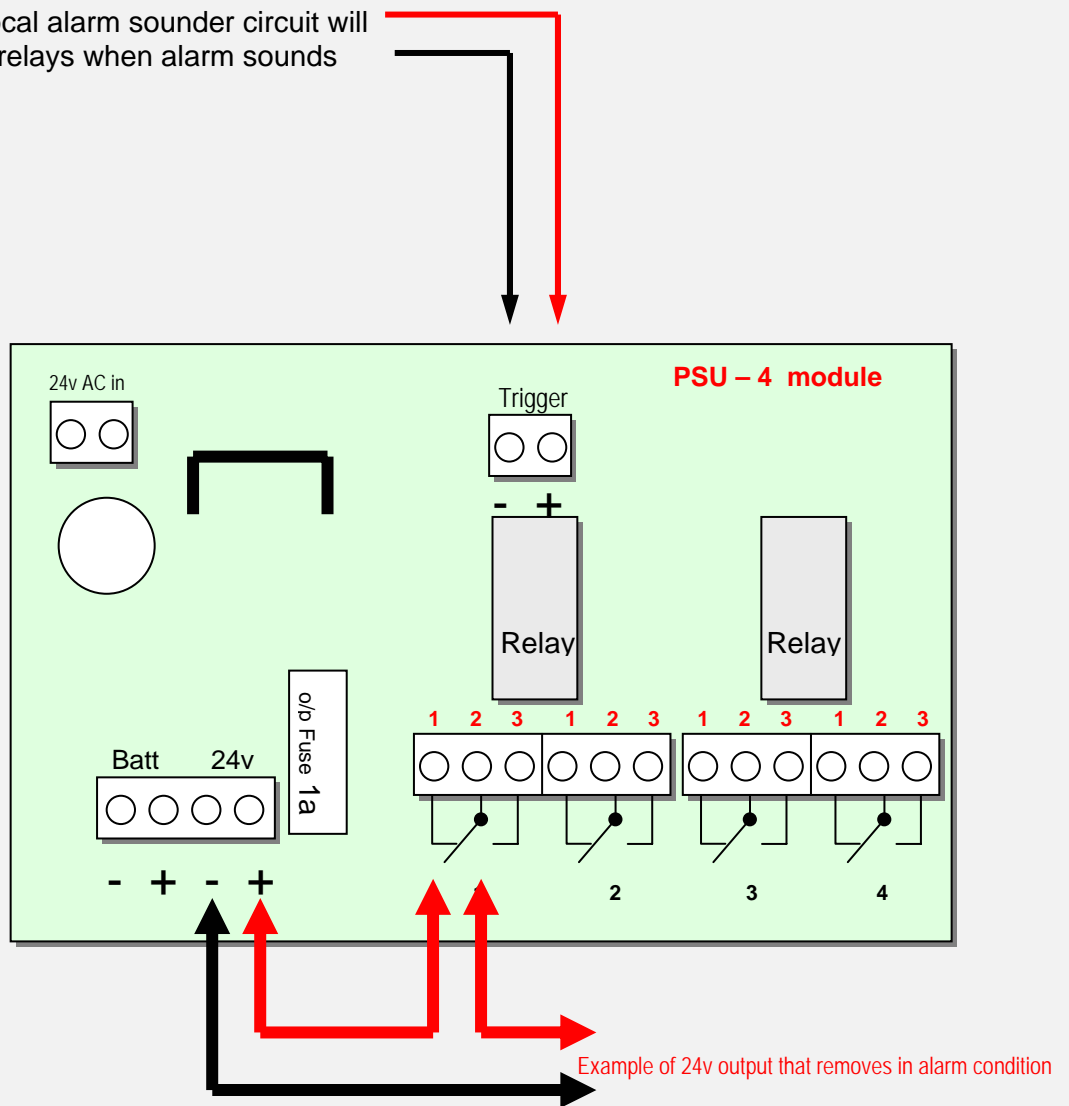 ocal alarm sounder circuit will
relays when alarm sounds
24v AC in
PSU – 4 module
Trigger
- +
Relay Relay
o/p Fuse 1a
1 2 3 1 2 3 1 2 3 1 2 3
Batt 24v
- + - +
2 3 4
Example of 24v output that removes in alarm condition